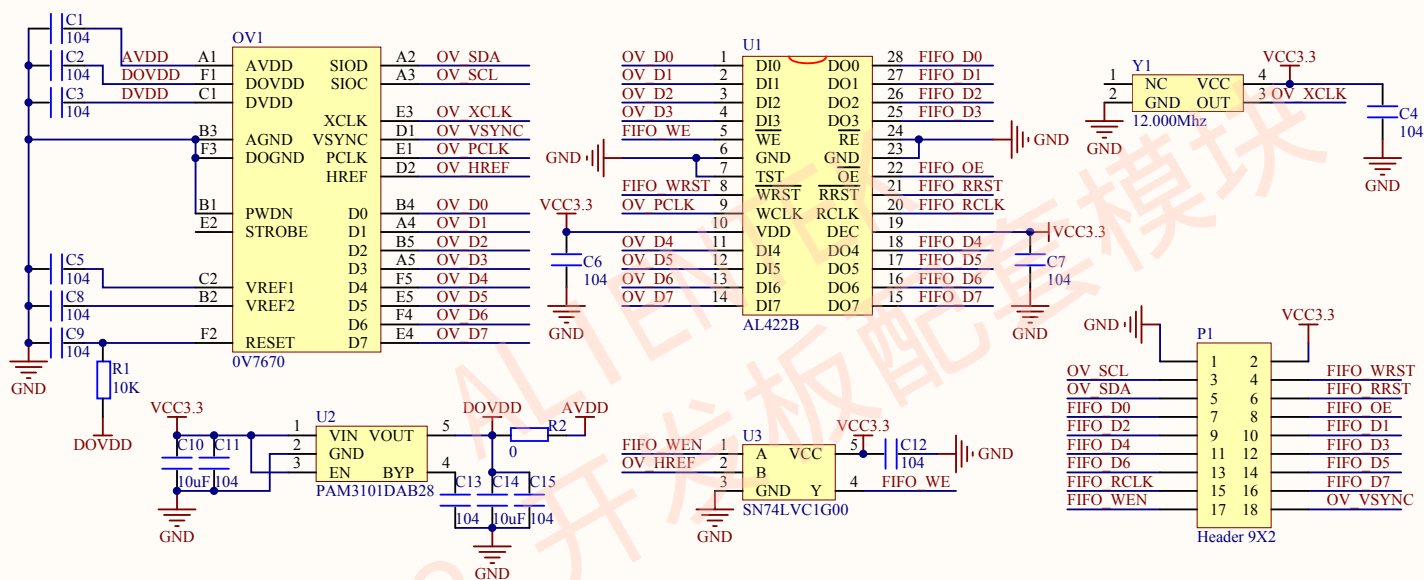 C1
104
C2
104
C3
104
AVDD
DOVDD
DVDD
OV1
A1 AVDD SIOD A2 OV_SDA
F1 DOVDD SIOC A3 OV_SCL
C1 DVDD
XCLK E3 OV_XCLK
B3 AGND VSYNC D1 OV_VSYNC
F3 DOGND PCLK E1 OV_PCLK
HREF D2 OV_HREF
B1 PWDN D0 B4 OV_D0
E2 STROBE D1 A4 OV_D1
D2 B5 OV_D2
D3 A5 OV_D3
C2 VREF1 D4 F5 OV_D4
B2 VREF2 D5 E5 OV_D5
D6 F4 OV_D6
F2 RESET D7 E4 OV_D7
0V7670
C5
104
C8
104
C9
104
GND
R1
10K
DOVDD
U1
OV_D0 1 DI0 DO0 28 FIFO_D0
OV_D1 2 DI1 DO1 27 FIFO_D1
OV_D2 3 DI2 DO2 26 FIFO_D2
OV_D3 4 DI3 DO3 25 FIFO_D3
FIFO_WE 5 WE RE 24 GND
GND 6 GND GND 23
7 TST OE 22 FIFO_OE
FIFO_WRST 8 WRST RRST 21 FIFO_RRST
OV_PCLK 9 WCLK RCLK 20 FIFO_RCLK
VCC3.3 10 VDD DEC 19 VCC3.3
OV_D4 11 DI4 DO4 18 FIFO_D4
OV_D5 12 DI5 DO5 17 FIFO_D5
OV_D6 13 DI6 DO6 16 FIFO_D6
OV_D7 14 DI7 DO7 15 FIFO_D7
AL422B
C6
104
GND
C7
104
GND
Y1
1 NC VCC 4 VCC3.3
2 GND OUT 3 OV_XCLK
12.000Mhz
GND
C4
104
GND
VCC3.3
U2
1 VIN VOUT 5
2 GND
3 EN BYP 4
PAM3101DAB28
C10
10uF
C11
104
GND
DOVDD
R2
0
AVDD
C13
104
C14
10uF
C15
104
GND
U3
FIFO_WEN 1 A VCC 5 VCC3.3
OV_HREF 2 B
3 GND Y 4 FIFO_WE
SN74LVC1G00
GND
C12
104
GND
P1
GND 1 2 VCC3.3
OV_SCL 3 4 FIFO_WRST
OV_SDA 5 6 FIFO_RRST
FIFO_D0 7 8 FIFO_OE
FIFO_D2 9 10 FIFO_D1
FIFO_D4 11 12 FIFO_D3
FIFO_D6 13 14 FIFO_D5
FIFO_RCLK 15 16 FIFO_D7
FIFO_WEN 17 18 OV_VSYNC
Header 9X2
ALIENTEK
开发板配套模块